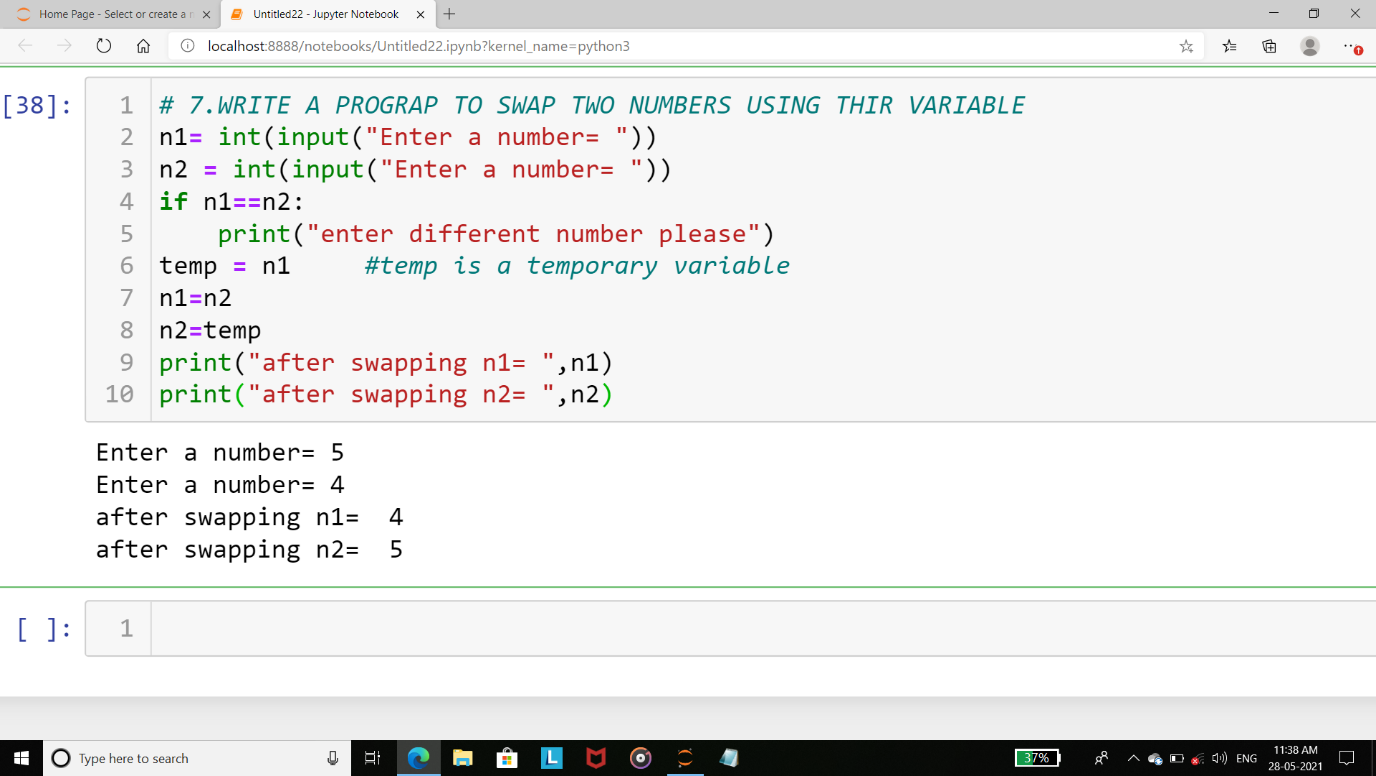 Home Page - Select or create a n
Untitled22 - Jupyter Notebook
localhost:8888/notebooks/Untitled22.ipynb?kernel_name=python3
[38]:
1 # 7.WRITE A PROGRAP TO SWAP TWO NUMBERS USING THIR VARIABLE
2 n1= int(input("Enter a number= "))
3 n2 = int(input("Enter a number= "))
4 if n1==n2:
5     print("enter different number please")
6 temp = n1     #temp is a temporary variable
7 n1=n2
8 n2=temp
9 print("after swapping n1= ",n1)
10 print("after swapping n2= ",n2)
Enter a number= 5
Enter a number= 4
after swapping n1=  4
after swapping n2=  5
[ ]: 1
Type here to search
L
37%
ENG
11:38 AM
28-05-2021